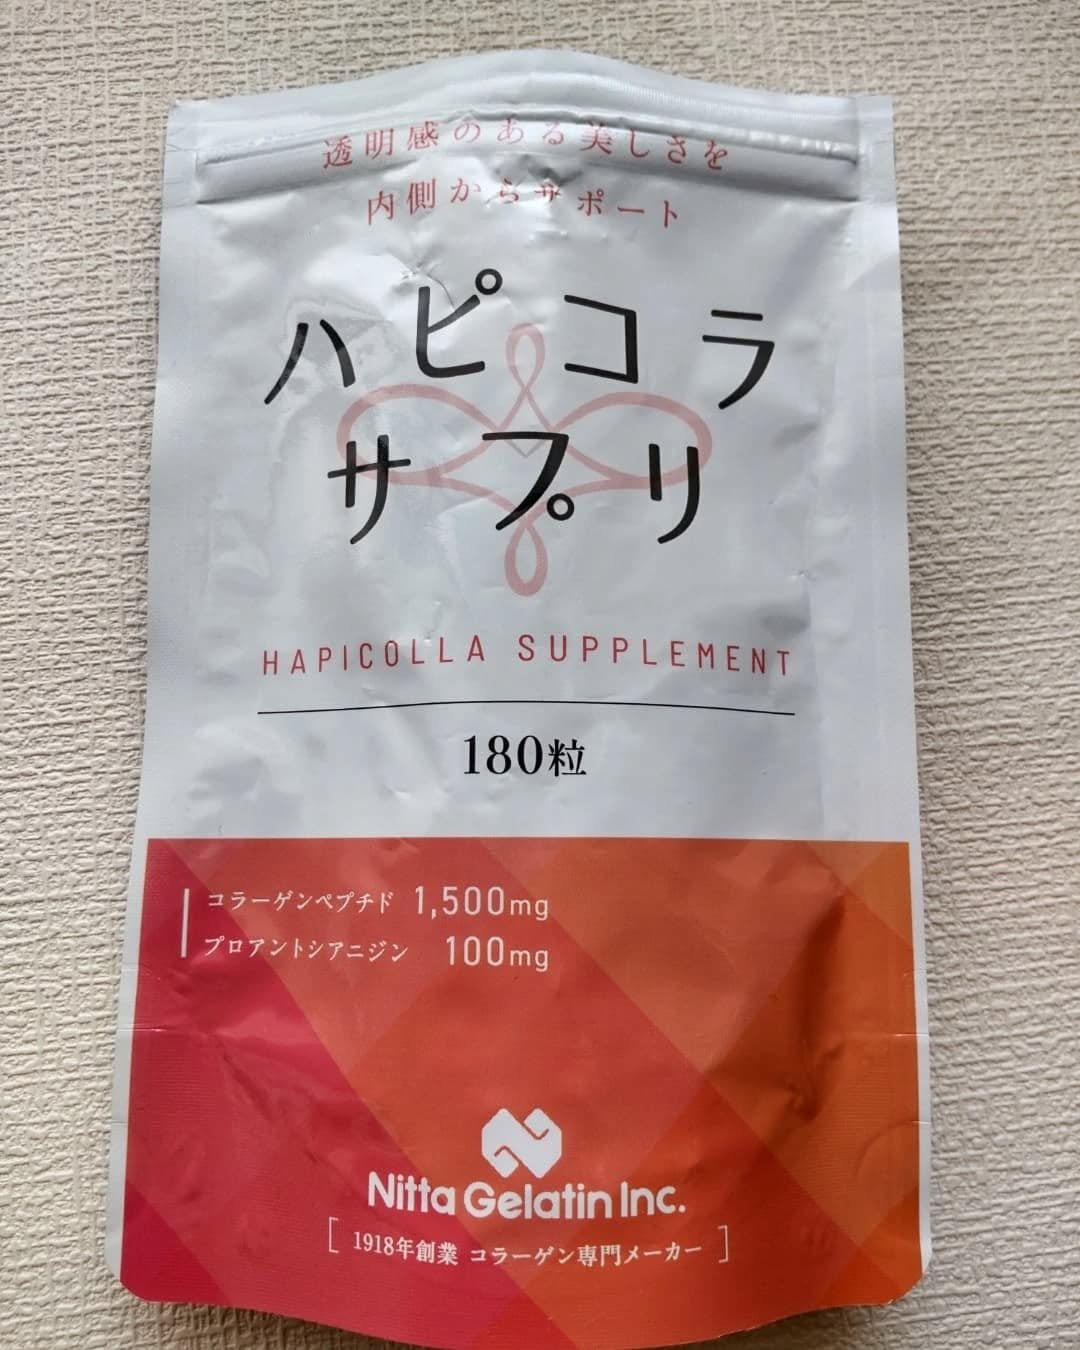 透明感のある美しさを
内側からサポート
ハピコラ
サプリ
HAPICOLLA SUPPLEMENT
180粒
コラーゲンペプチド 1,500mg
プロアントシアニジン 100mg
Nitta Gelatin Inc.
[ 1918年創業 コラーゲン専門メーカー ]